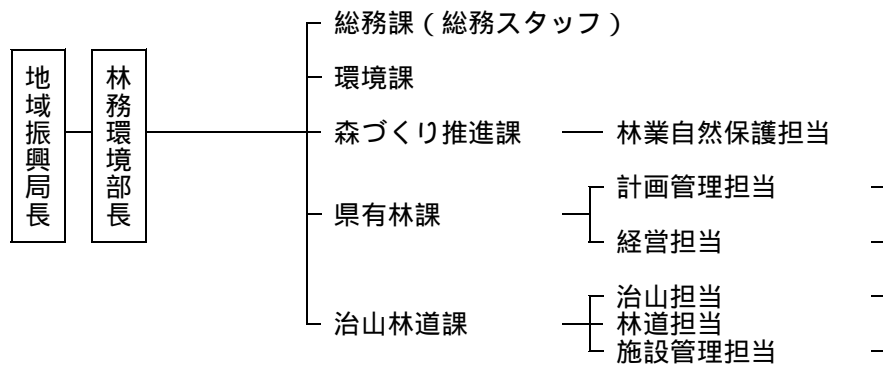 地域振興局長
林務環境部長
総務課（総務スタッフ）
環境課
森づくり推進課
林業自然保護担当
県有林課
計画管理担当
経営担当
治山林道課
治山担当
林道担当
施設管理担当